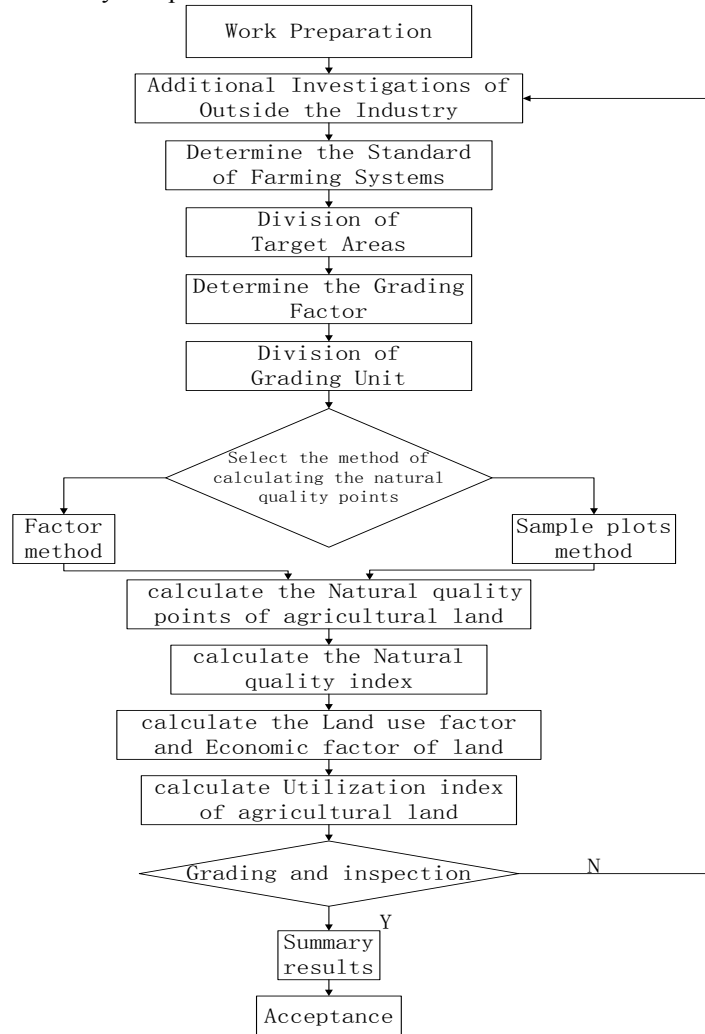 Work Preparation
Additional Investigations of
Outside the Industry
Determine the Standard
of Farming Systems
Division of
Target Areas
Determine the Grading
Factor
Division of
Grading Unit
Select the method of
calculating the natural
quality points
Factor
method
Sample plots
method
calculate the Natural quality
points of agricultural land
calculate the Natural
quality index
calculate the Land use factor
and Economic factor of land
calculate Utilization index
of agricultural land
Grading and inspection
N
Y
Summary
results
Acceptance